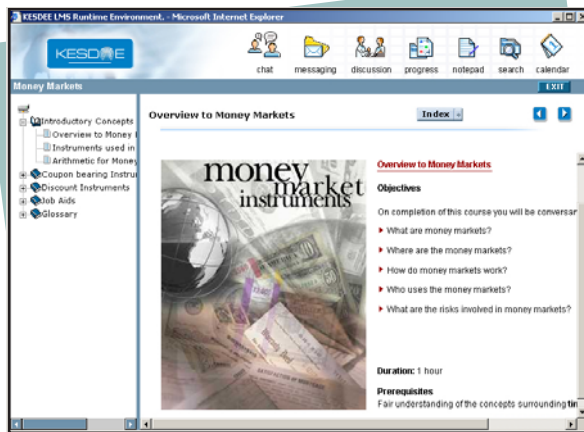 KESDEE LMS Runtime Environment. - Microsoft Internet Explorer
KESDEE
chat messaging discussion progress notepad search calendar
Money Markets
EXIT
Introductory Concepts
Overview to Money
Instruments used in
Arithmetic for Money
Coupon bearing Instru
Discount Instruments
Job Aids
Glossary
Overview to Money Markets
Index
money
market
instruments
Overview to Money Markets
Objectives
On completion of this course you will be conversar
What are money markets?
Where are the money markets?
How do money markets work?
Who uses the money markets?
What are the risks involved in money markets?
Duration: 1 hour
Prerequisites
Fair understanding of the concepts surrounding tin